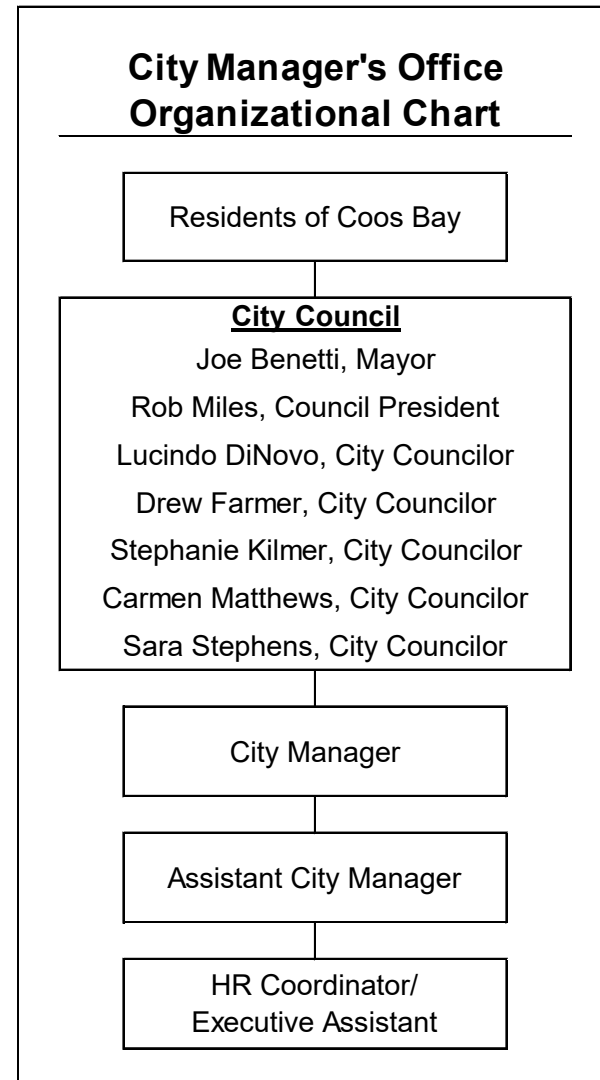 City Manager's Office
Organizational Chart
Residents of Coos Bay
City Council
Joe Benetti, Mayor
Rob Miles, Council President
Lucindo DiNovo, City Councilor
Drew Farmer, City Councilor
Stephanie Kilmer, City Councilor
Carmen Matthews, City Councilor
Sara Stephens, City Councilor
City Manager
Assistant City Manager
HR Coordinator/
Executive Assistant